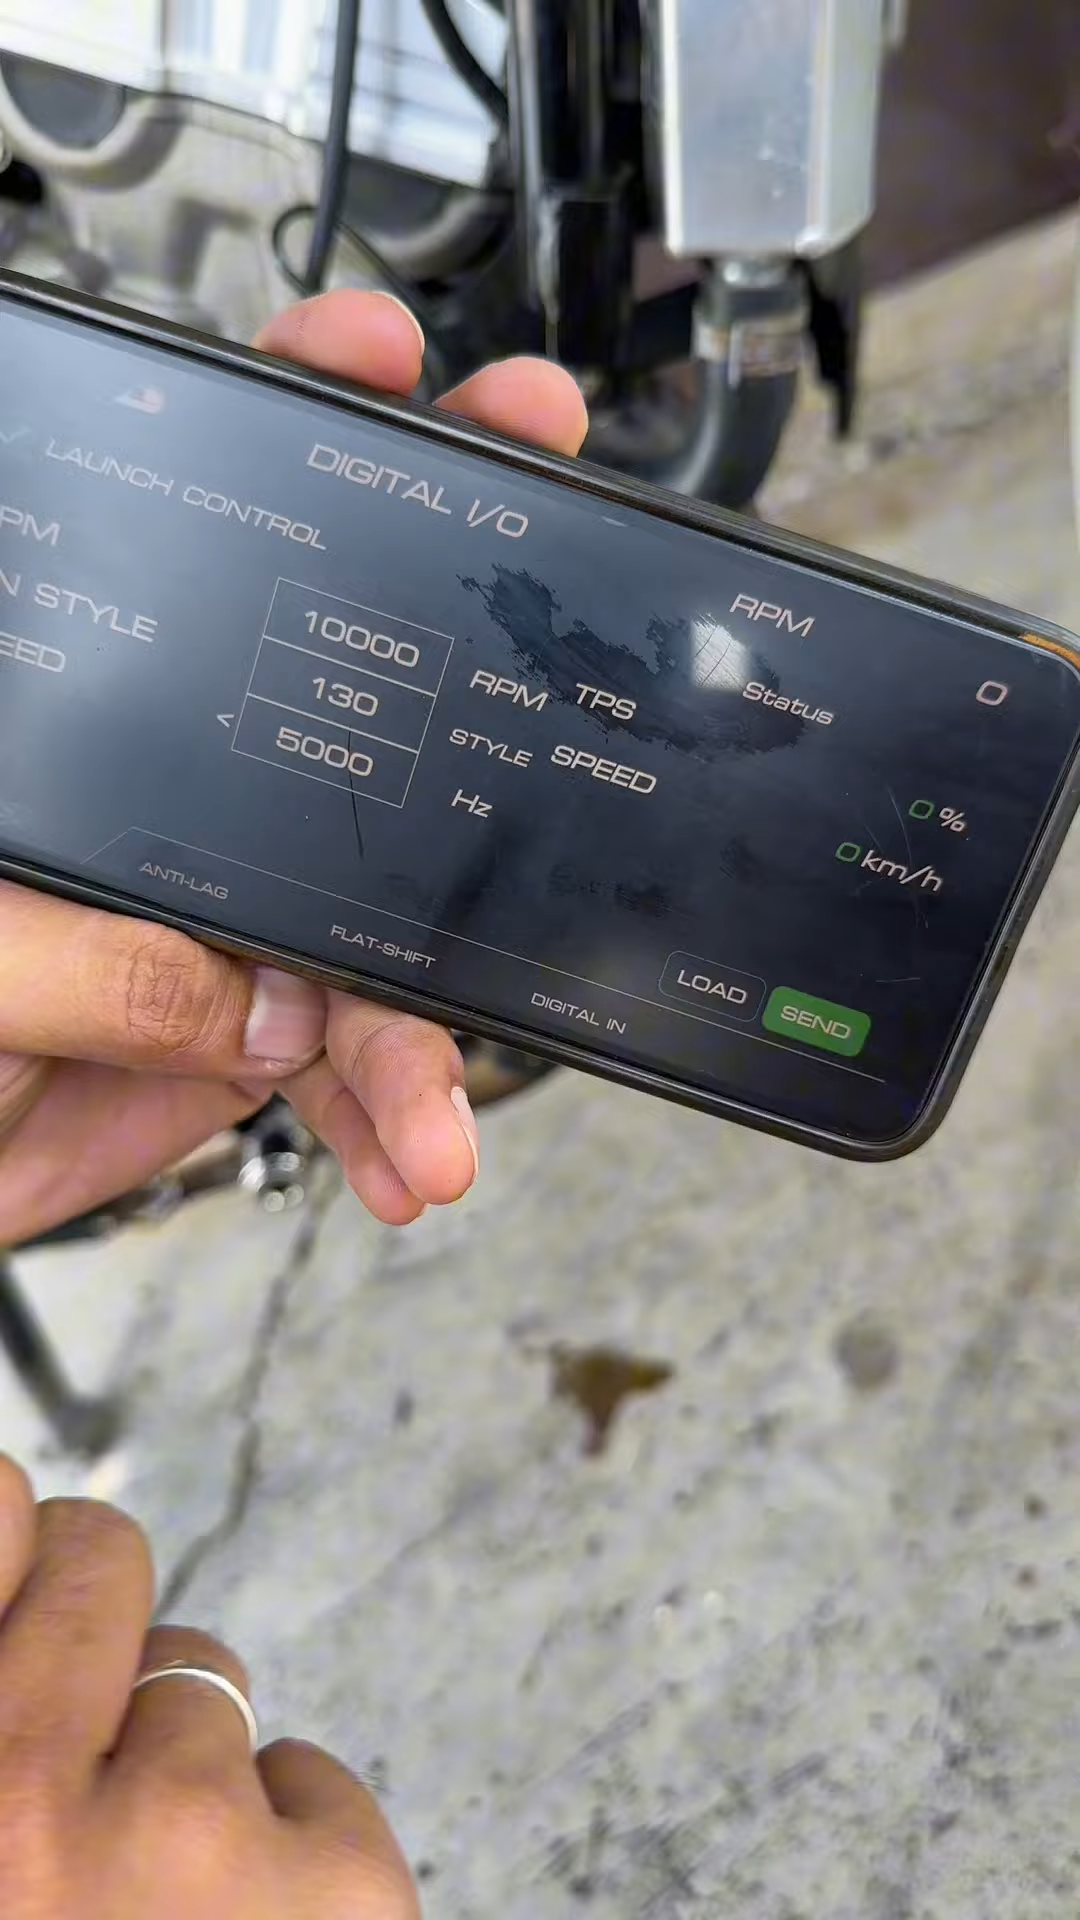 DIGITAL I/O
LAUNCH CONTROL
PM
N STYLE
EED
10000
130
< 5000
RPM
STYLE
Hz
RPM
0
TPS
Status
0 %
SPEED
0 km/h
LOAD
SEND
ANTI-LAG
FLAT-SHIFT
DIGITAL IN